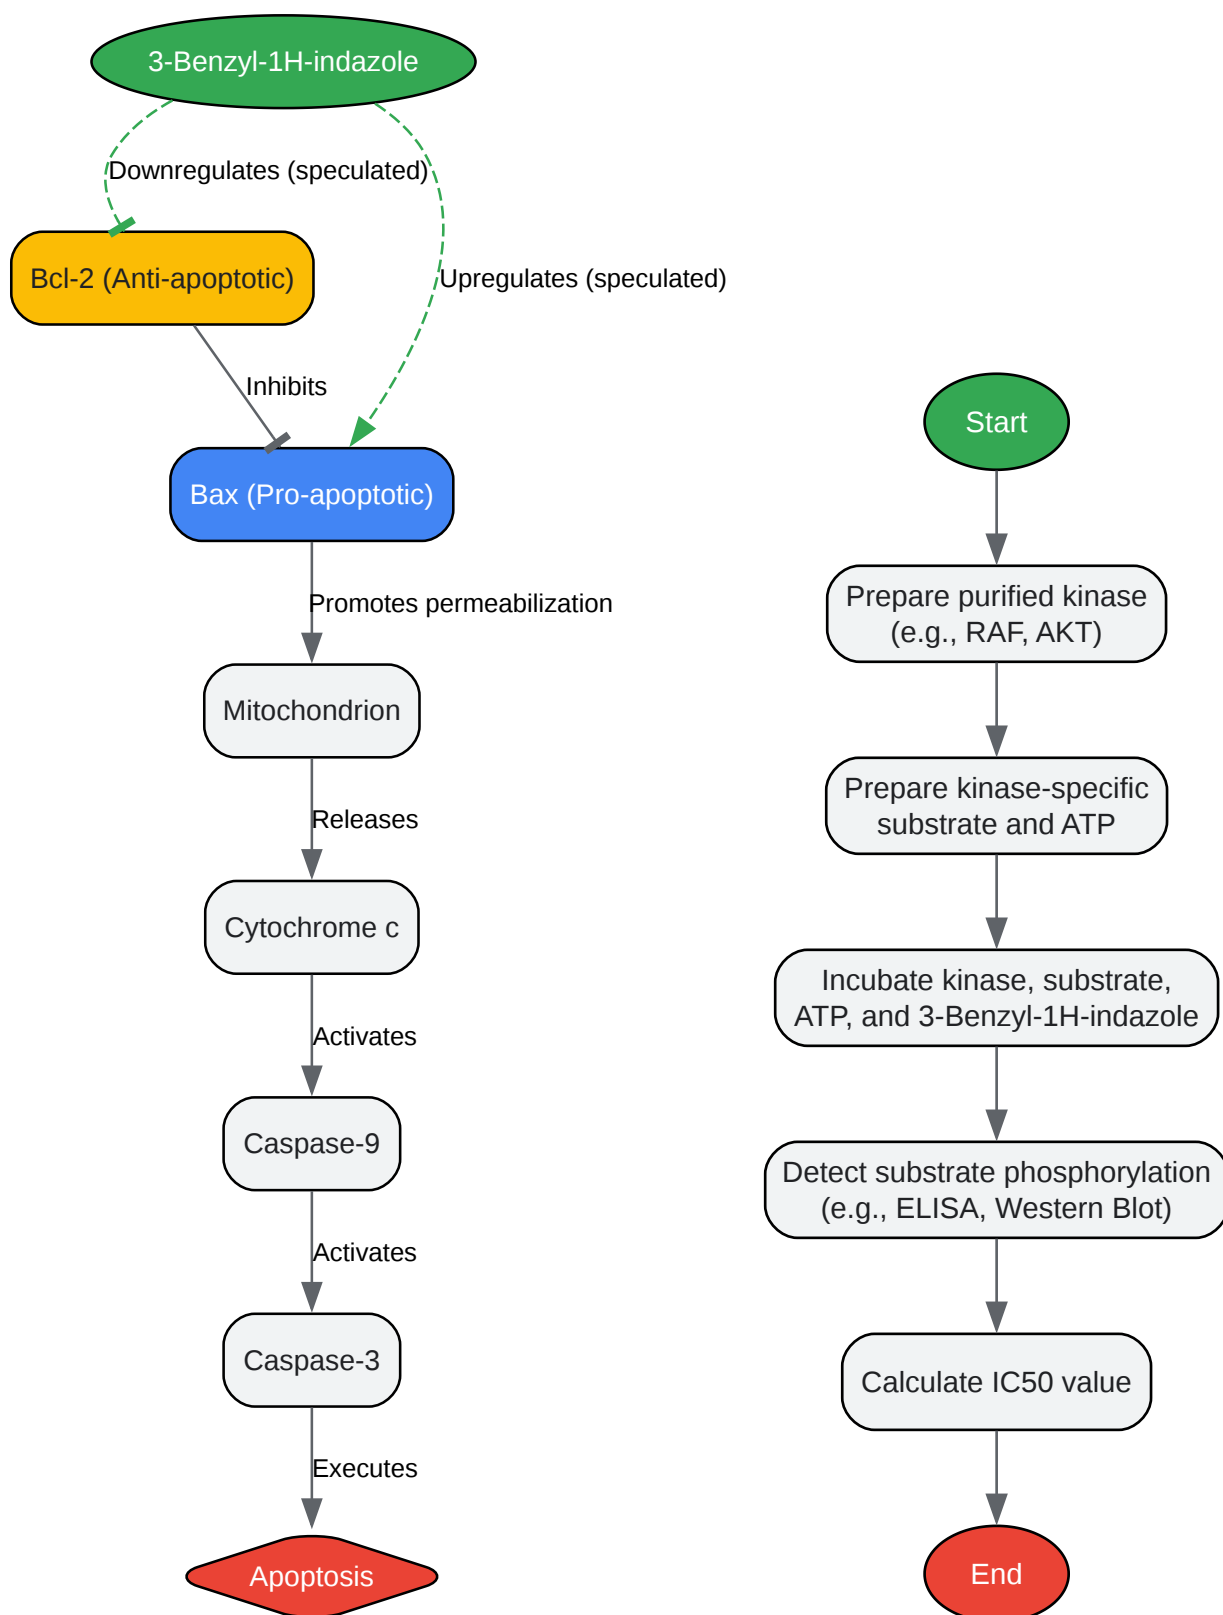 3-Benzyl-1H-indazole
Downregulates (speculated)
Bcl-2 (Anti-apoptotic)
Upregulates (speculated)
Inhibits
Bax (Pro-apoptotic)
Promotes permeabilization
Mitochondrion
Releases
Cytochrome c
Activates
Caspase-9
Activates
Caspase-3
Executes
Apoptosis
Start
Prepare purified kinase
(e.g., RAF, AKT)
Prepare kinase-specific
substrate and ATP
Incubate kinase, substrate,
ATP, and 3-Benzyl-1H-indazole
Detect substrate phosphorylation
(e.g., ELISA, Western Blot)
Calculate IC50 value
End